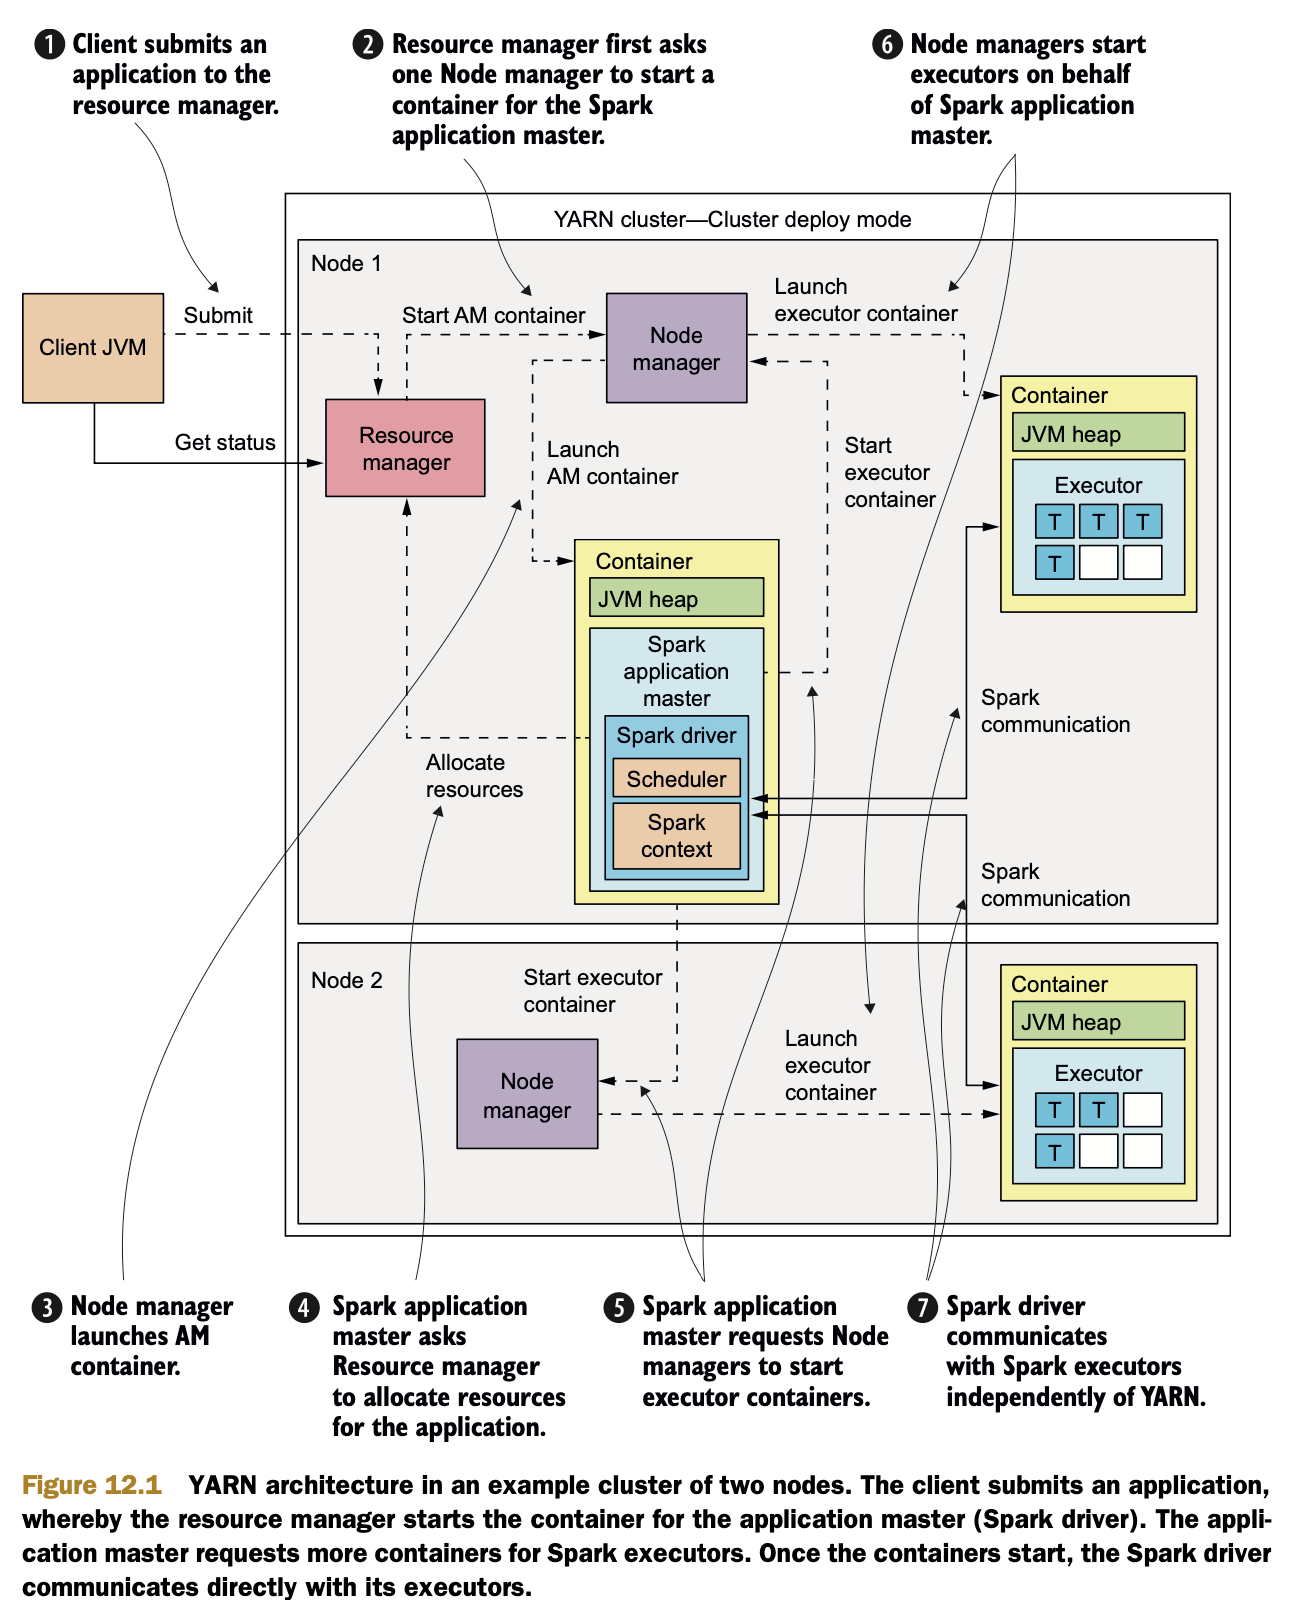 1 Client submits an
application to the
resource manager.
2 Resource manager first asks
one Node manager to start a
container for the Spark
application master.
6 Node managers start
executors on behalf
of Spark application
master.
YARN cluster—Cluster deploy mode
Node 1
Client JVM
Submit
Get status
Resource
manager
Start AM container
Node
manager
Launch
executor container
Launch
AM container
Start
executor
container
Container
JVM heap
Executor
T T T
T
Container
JVM heap
Spark
application
master
Spark driver
Scheduler
Spark
context
Allocate
resources
Spark
communication
Spark
communication
Node 2
Start executor
container
Node
manager
Launch
executor
container
Container
JVM heap
Executor
T T
T
3 Node manager
launches AM
container.
4 Spark application
master asks
Resource manager
to allocate resources
for the application.
5 Spark application
master requests Node
managers to start
executor containers.
7 Spark driver
communicates
with Spark executors
independently of YARN.
Figure 12.1 YARN architecture in an example cluster of two nodes. The client submits an application,
whereby the resource manager starts the container for the application master (Spark driver). The appli-
cation master requests more containers for Spark executors. Once the containers start, the Spark driver
communicates directly with its executors.